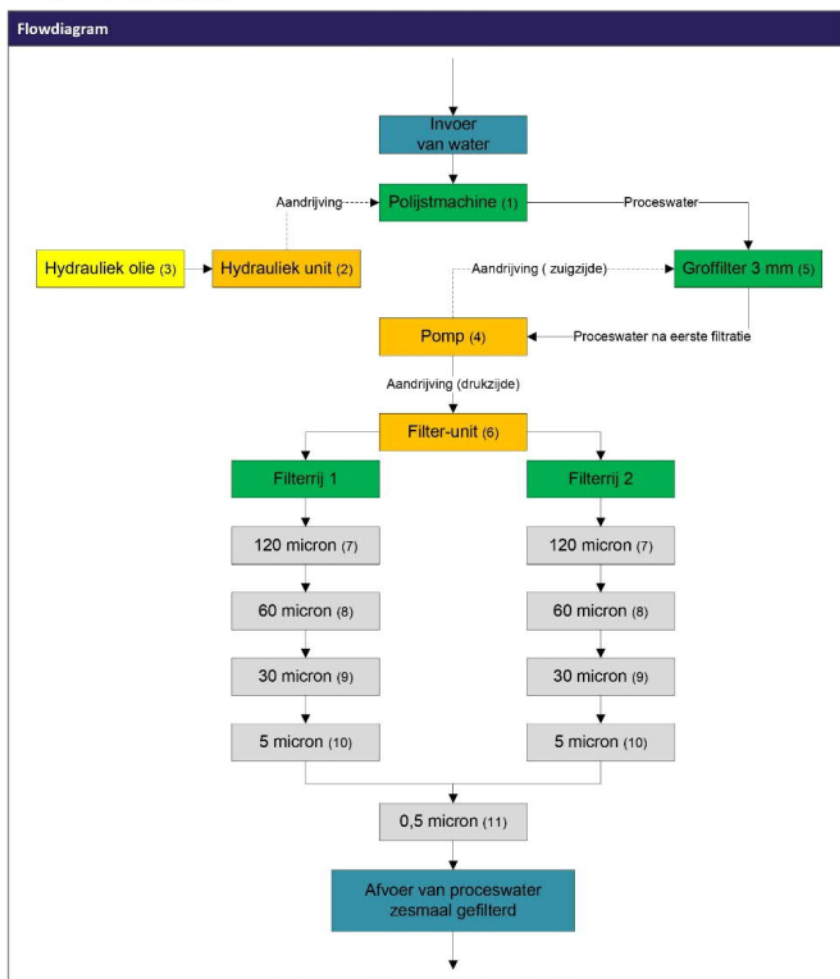 Flowdiagram
Invoer
van water
Aandrijving
Polijstmachine (1)
Proceswater
Hydrauliek olie (3)
Hydrauliek unit (2)
Aandrijving ( zuigzijde)
Groffilter 3 mm (5)
Pomp (4)
Proceswater na eerste filtratie
Aandrijving (drukzijde)
Filter-unit (6)
Filterrij 1
Filterrij 2
120 micron (7)
120 micron (7)
60 micron (8)
60 micron (8)
30 micron (9)
30 micron (9)
5 micron (10)
5 micron (10)
0,5 micron (11)
Afvoer van proceswater
zesmaal gefilterd